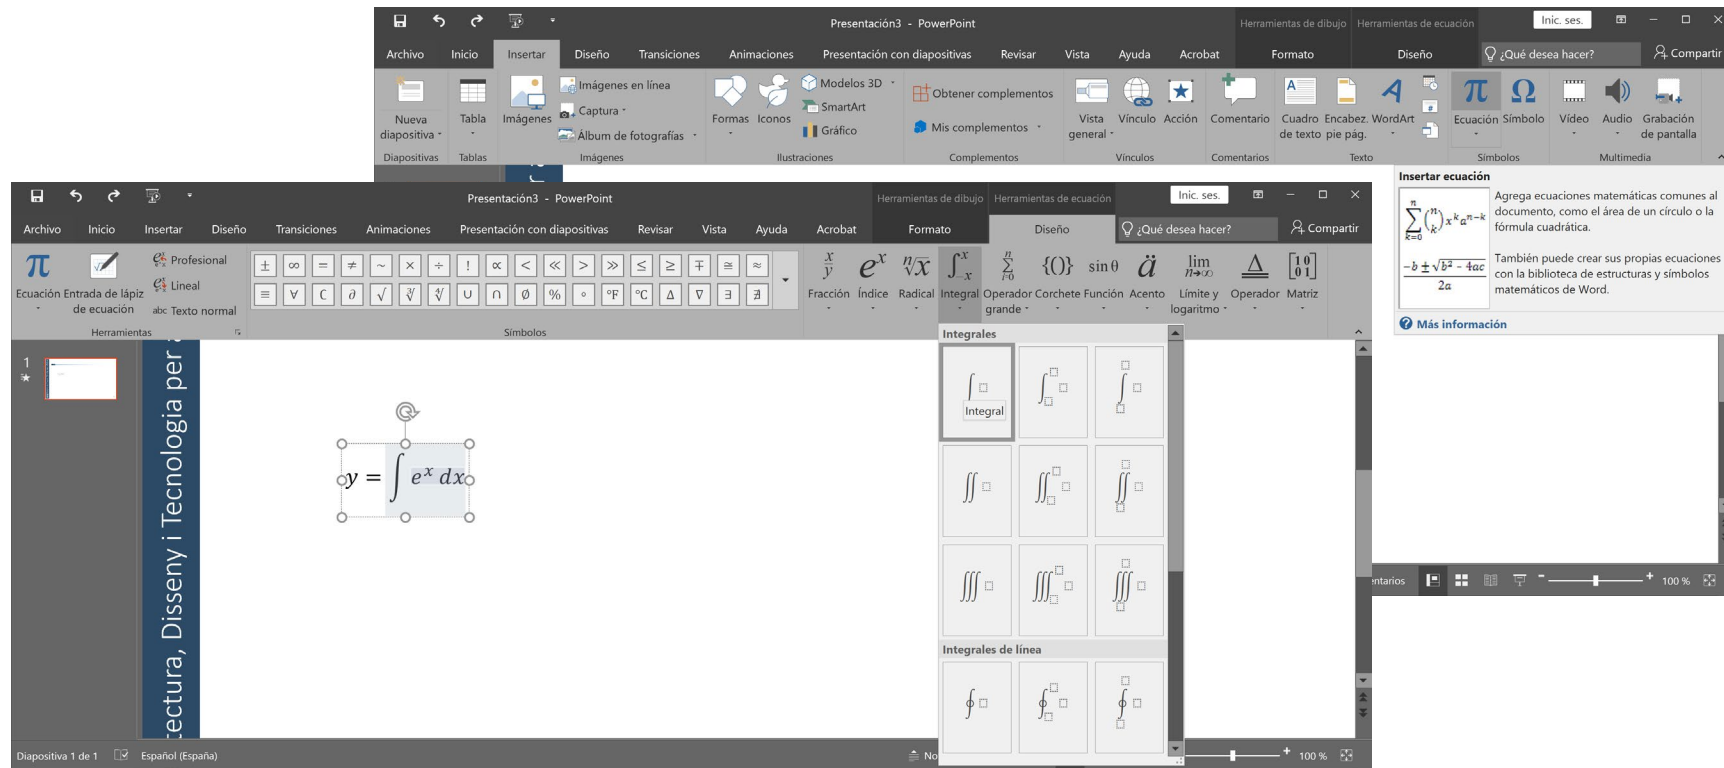 Presentación3 - PowerPoint
Herramientas de dibujo Herramientas de ecuación
Inic. ses.
Archivo Inicio Insertar Diseño Transiciones Animaciones Presentación con diapositivas Revisar Vista Ayuda Acrobat Formato Diseño ¿Qué desea hacer? Compartir
Nueva diapositiva
Tabla
Imágenes
Imágenes en línea
Captura
Álbum de fotografías
Formas Iconos
Modelos 3D
SmartArt
Gráfico
Obtener complementos
Mis complementos
Vista general
Vínculo Acción
Comentario
Cuadro de texto
Encabez. pie pág.
WordArt
Ecuación Símbolo
Vídeo Audio
Grabación de pantalla
Diapositivas Tablas Imágenes Ilustraciones Complementos Vínculos Comentarios Texto Símbolos Multimedia
Insertar ecuación
Agrega ecuaciones matemáticas comunes al
documento, como el área de un círculo o la
fórmula cuadrática.
También puede crear sus propias ecuaciones
con la biblioteca de estructuras y símbolos
matemáticos de Word.
Más información
entarios
100 %
Presentación3 - PowerPoint
Herramientas de dibujo Herramientas de ecuación
Inic. ses.
Archivo Inicio Insertar Diseño Transiciones Animaciones Presentación con diapositivas Revisar Vista Ayuda Acrobat Formato Diseño ¿Qué desea hacer? Compartir
Ecuación
Entrada de lápiz
de ecuación
Profesional
Lineal
abc Texto normal
± ∞ = ≠ ~ × ÷ ! ∝ < ≪ > ≫ ≤ ≥ ∓ ≅ ≈
≡ ∀ ∁ ∂ √ ∛ ∜ ∪ ∩ ∅ % ° °F °C ∆ ∇ ∃ ∄
Fracción Índice Radical Integral Operador grande Corchete Función Acento Límite y logaritmo Operador Matriz
Herramientas Símbolos
1
tectura, Disseny i Tecnologia per a
y = ∫ eˣ dx
Integrales
Integral
Integrales de línea
Diapositiva 1 de 1
Español (España)
No
100 %